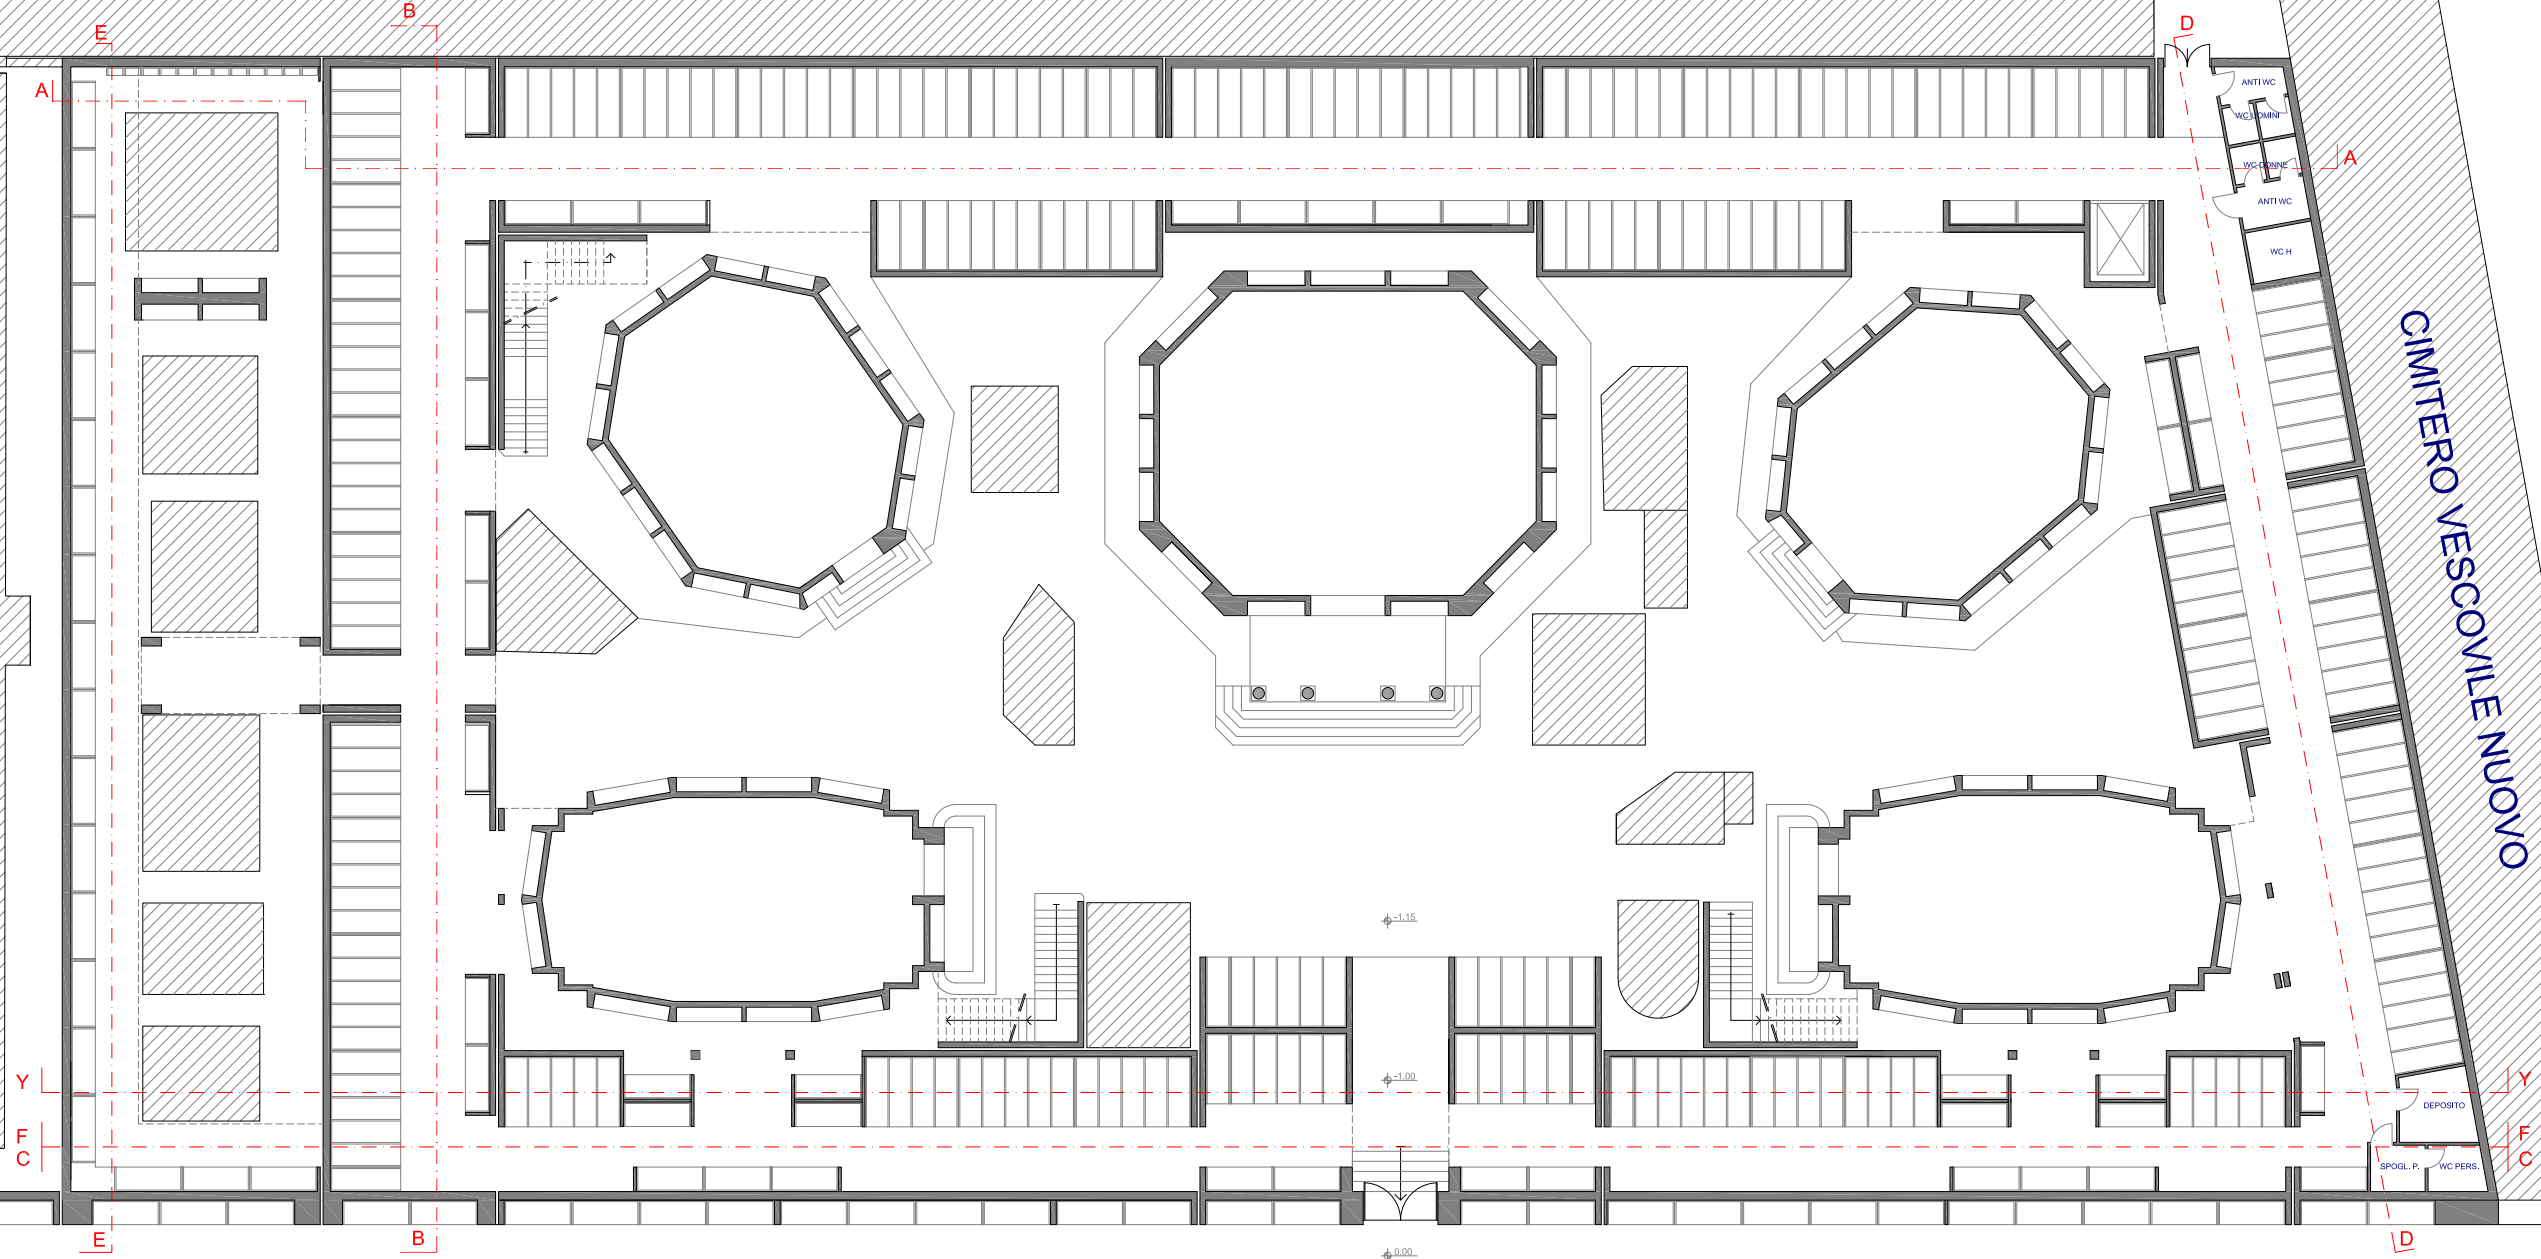 B
D
E
A
ANTI WC
WC UOMINI
A
WC DONNE
ANTI WC
WC H
CIMITERO VESCOVILE NUOVO
-1.15
Y
-1.00
Y
DEPOSITO
F
F
C
C
SPOGL. P.
WC PERS.
E
B
D
0.00